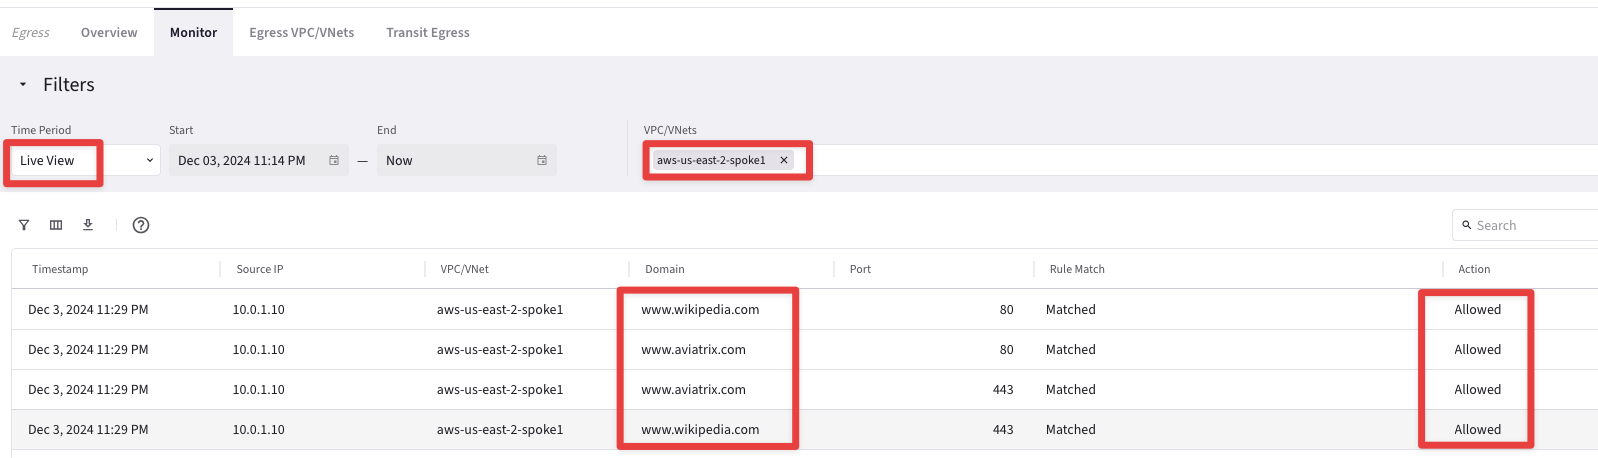 Egress Overview Monitor Egress VPC/VNets Transit Egress
Filters
Time Period Start End VPC/VNets
Live View Dec 03, 2024 11:14 PM — Now aws-us-east-2-spoke1
Search
Timestamp Source IP VPC/VNet Domain Port Rule Match Action
Dec 3, 2024 11:29 PM 10.0.1.10 aws-us-east-2-spoke1 www.wikipedia.com 80 Matched Allowed
Dec 3, 2024 11:29 PM 10.0.1.10 aws-us-east-2-spoke1 www.aviatrix.com 80 Matched Allowed
Dec 3, 2024 11:29 PM 10.0.1.10 aws-us-east-2-spoke1 www.aviatrix.com 443 Matched Allowed
Dec 3, 2024 11:29 PM 10.0.1.10 aws-us-east-2-spoke1 www.wikipedia.com 443 Matched Allowed